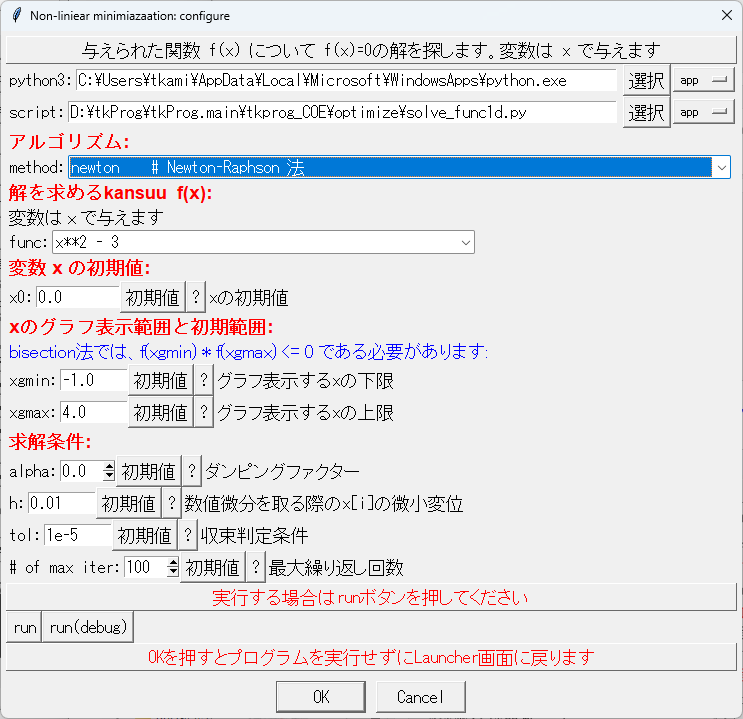 Non-liniear minimiazaation: configure
与えられた関数 f(x) について f(x)=0の解を探します。変数は x で与えます
python3: C:¥Users¥tkami¥AppData¥Local¥Microsoft¥WindowsApps¥python.exe 選択 app
script: D:¥tkProg¥tkProg.main¥tkprog_COE¥optimize¥solve_func1d.py 選択 app
アルゴリズム:
method: newton # Newton-Raphson 法
解を求めるkansuu f(x):
変数は x で与えます
func: x**2 - 3
変数 x の初期値:
x0: 0.0 初期値 ? xの初期値
xのグラフ表示範囲と初期範囲:
bisection法では、f(xgmin) * f(xgmax) <= 0 である必要があります:
xgmin: -1.0 初期値 ? グラフ表示するxの下限
xgmax: 4.0 初期値 ? グラフ表示するxの上限
求解条件:
alpha: 0.0 初期値 ? ダンピングファクター
h: 0.01 初期値 ? 数値微分を取る際のx[i]の微小変位
tol: 1e-5 初期値 ? 収束判定条件
# of max iter: 100 初期値 ? 最大繰り返し回数
実行する場合は runボタンを押してください
run run(debug)
OKを押すとプログラムを実行せずにLauncher画面に戻ります
OK Cancel